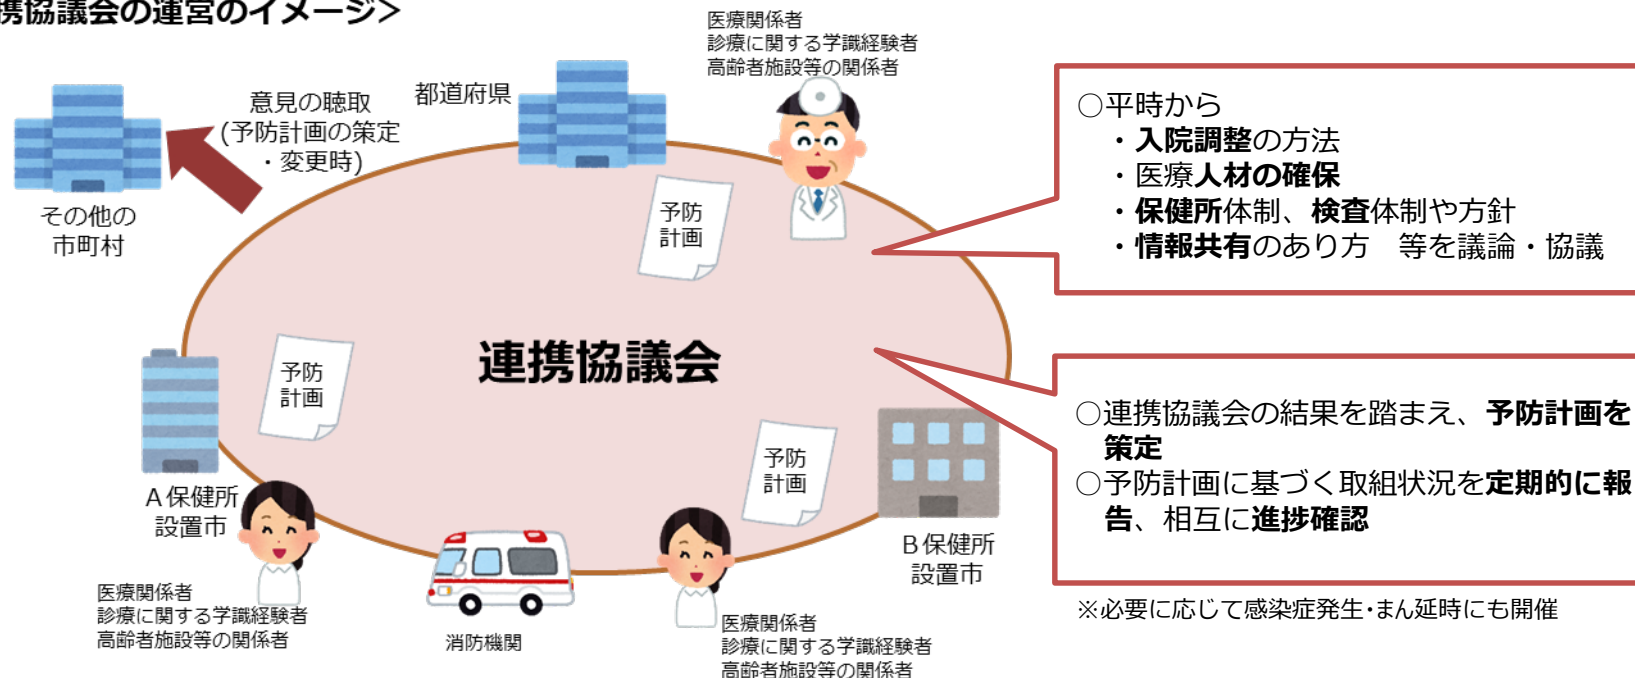 携協議会の運営のイメージ＞
医療関係者
診療に関する学識経験者
高齢者施設等の関係者
都道府県
意見の聴取
(予防計画の策定
・変更時)
その他の
市町村
予防
計画
○平時から
・入院調整の方法
・医療人材の確保
・保健所体制、検査体制や方針
・情報共有のあり方　等を議論・協議
連携協議会
予防
計画
予防
計画
○連携協議会の結果を踏まえ、予防計画を
策定
○予防計画に基づく取組状況を定期的に報
告、相互に進捗確認
※必要に応じて感染症発生・まん延時にも開催
Ａ保健所
設置市
Ｂ保健所
設置市
医療関係者
診療に関する学識経験者
高齢者施設等の関係者
消防機関
医療関係者
診療に関する学識経験者
高齢者施設等の関係者